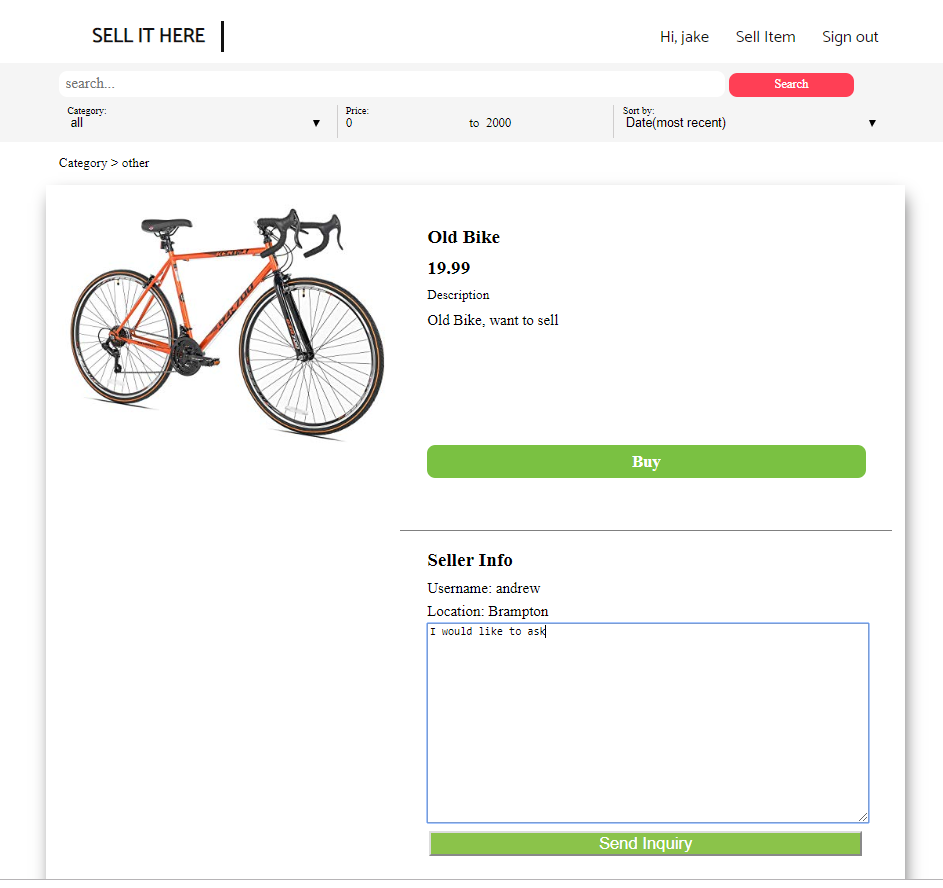 SELL IT HERE
Hi, jake Sell Item Sign out
search... Search
Category: Price: Sort by:
all ▼ 0 to 2000 Date(most recent) ▼
Category > other
Old Bike
19.99
Description
Old Bike, want to sell
Buy
Seller Info
Username: andrew
Location: Brampton
I would like to ask
Send Inquiry